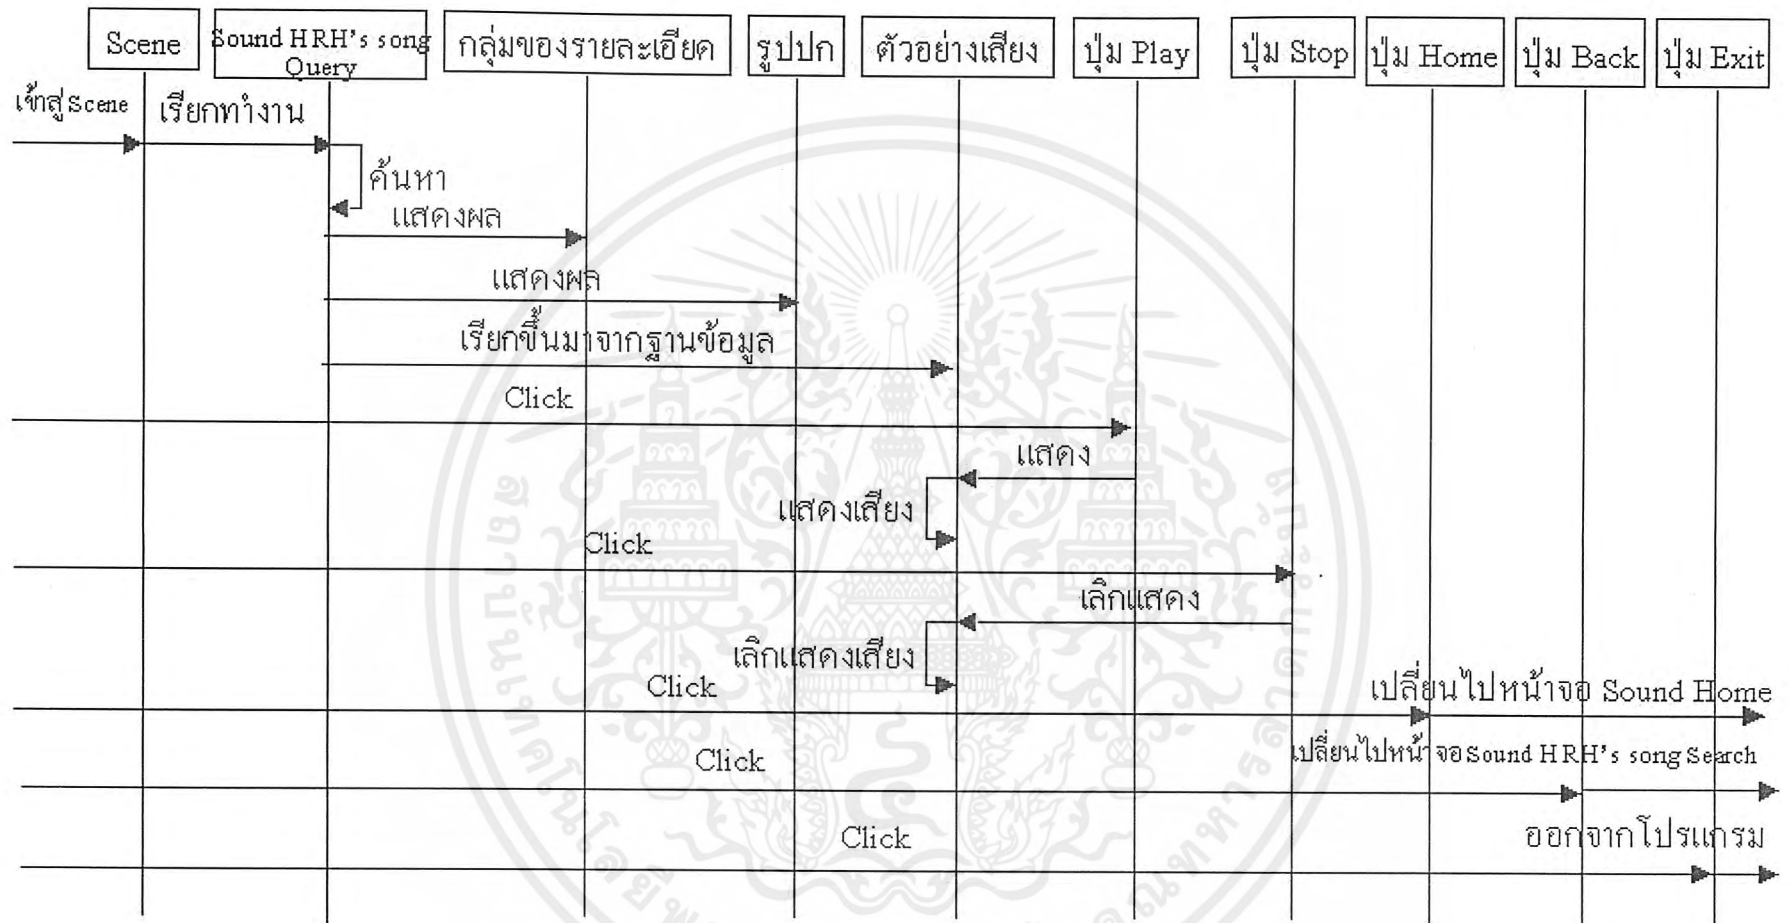 Scene
Sound HRH's song
Query
กลุ่มของรายละเอียด
รูปปก
ตัวอย่างเสียง
ปุ่ม Play
ปุ่ม Stop
ปุ่ม Home
ปุ่ม Back
ปุ่ม Exit
เข้าสู่Scene
เรียกทำงาน
ค้นหา
แสดงผล
แสดงผล
เรียกขึ้นมาจากฐานข้อมูล
Click
แสดง
แสดงเสียง
Click
เลิกแสดง
เลิกแสดงเสียง
Click
เปลี่ยนไปหน้าจอ Sound Home
Click
เปลี่ยนไปหน้าจอSound HRH's song Search
Click
ออกจากโปรแกรม